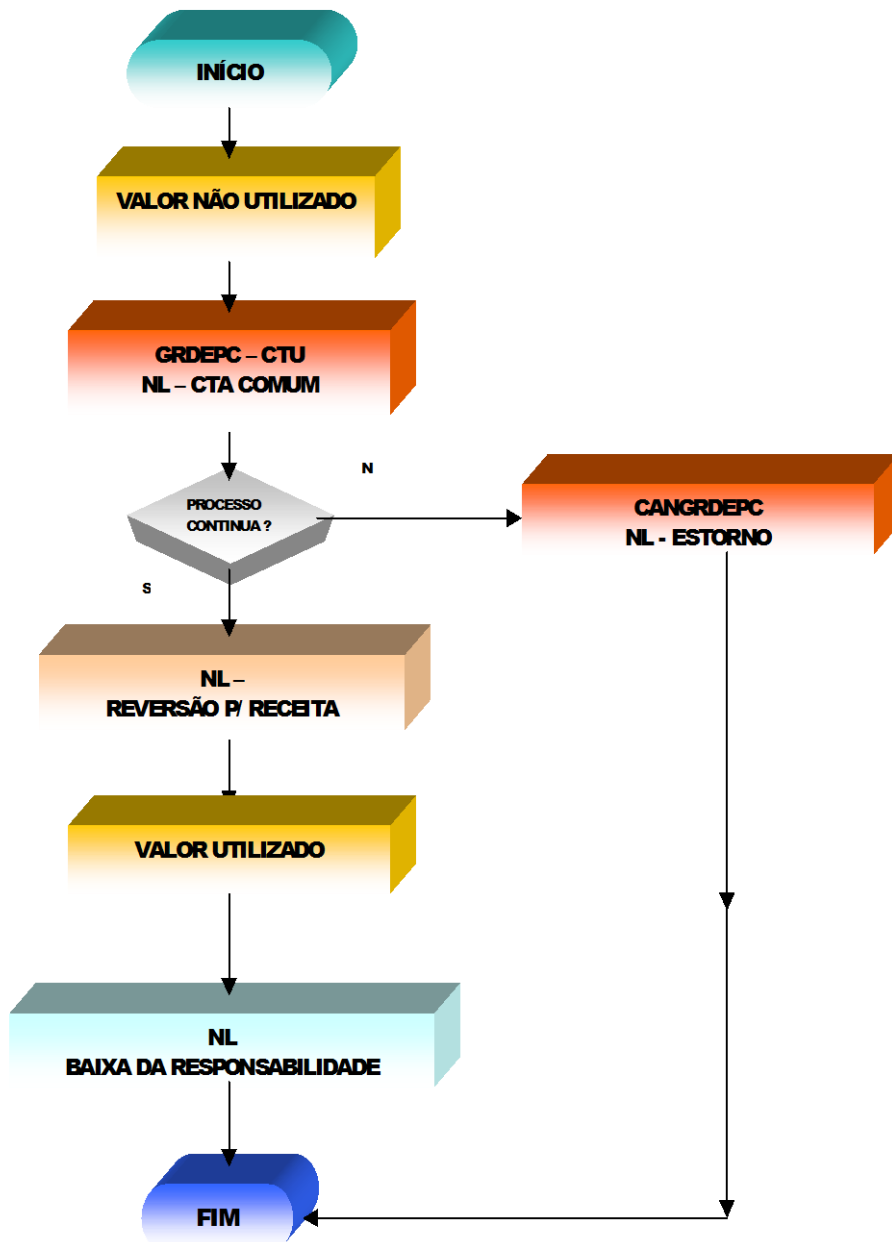 INÍCIO
VALOR NÃO UTILIZADO
GRDEPC – CTU
NL – CTA COMUM
N
PROCESSO
CONTINUA ?
CANGRDEPC
NL - ESTORNO
S
NL –
REVERSÃO P/ RECEITA
VALOR UTILIZADO
NL
BAIXA DA RESPONSABILIDADE
FIM